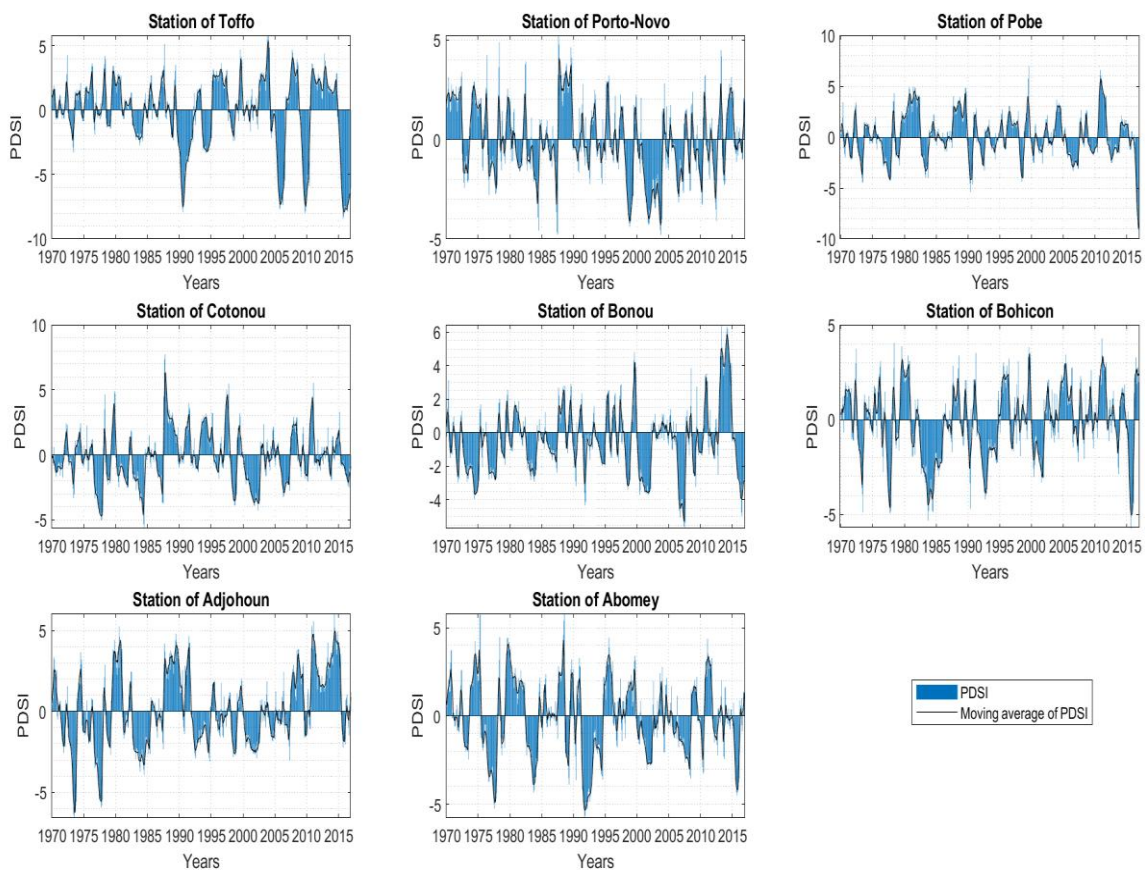 Station of Toffo
5
0
-5
-10
PDSI
1970 1975 1980 1985 1990 1995 2000 2005 2010 2015
Years
Station of Porto-Novo
5
0
-5
PDSI
1970 1975 1980 1985 1990 1995 2000 2005 2010 2015
Years
Station of Pobe
10
5
0
-5
-10
PDSI
1970 1975 1980 1985 1990 1995 2000 2005 2010 2015
Years
Station of Cotonou
10
5
0
-5
PDSI
1970 1975 1980 1985 1990 1995 2000 2005 2010 2015
Years
Station of Bonou
6
4
2
0
-2
-4
PDSI
1970 1975 1980 1985 1990 1995 2000 2005 2010 2015
Years
Station of Bohicon
5
0
-5
PDSI
1970 1975 1980 1985 1990 1995 2000 2005 2010 2015
Years
Station of Adjohoun
5
0
-5
PDSI
1970 1975 1980 1985 1990 1995 2000 2005 2010 2015
Years
Station of Abomey
5
0
-5
PDSI
1970 1975 1980 1985 1990 1995 2000 2005 2010 2015
Years
PDSI
Moving average of PDSI